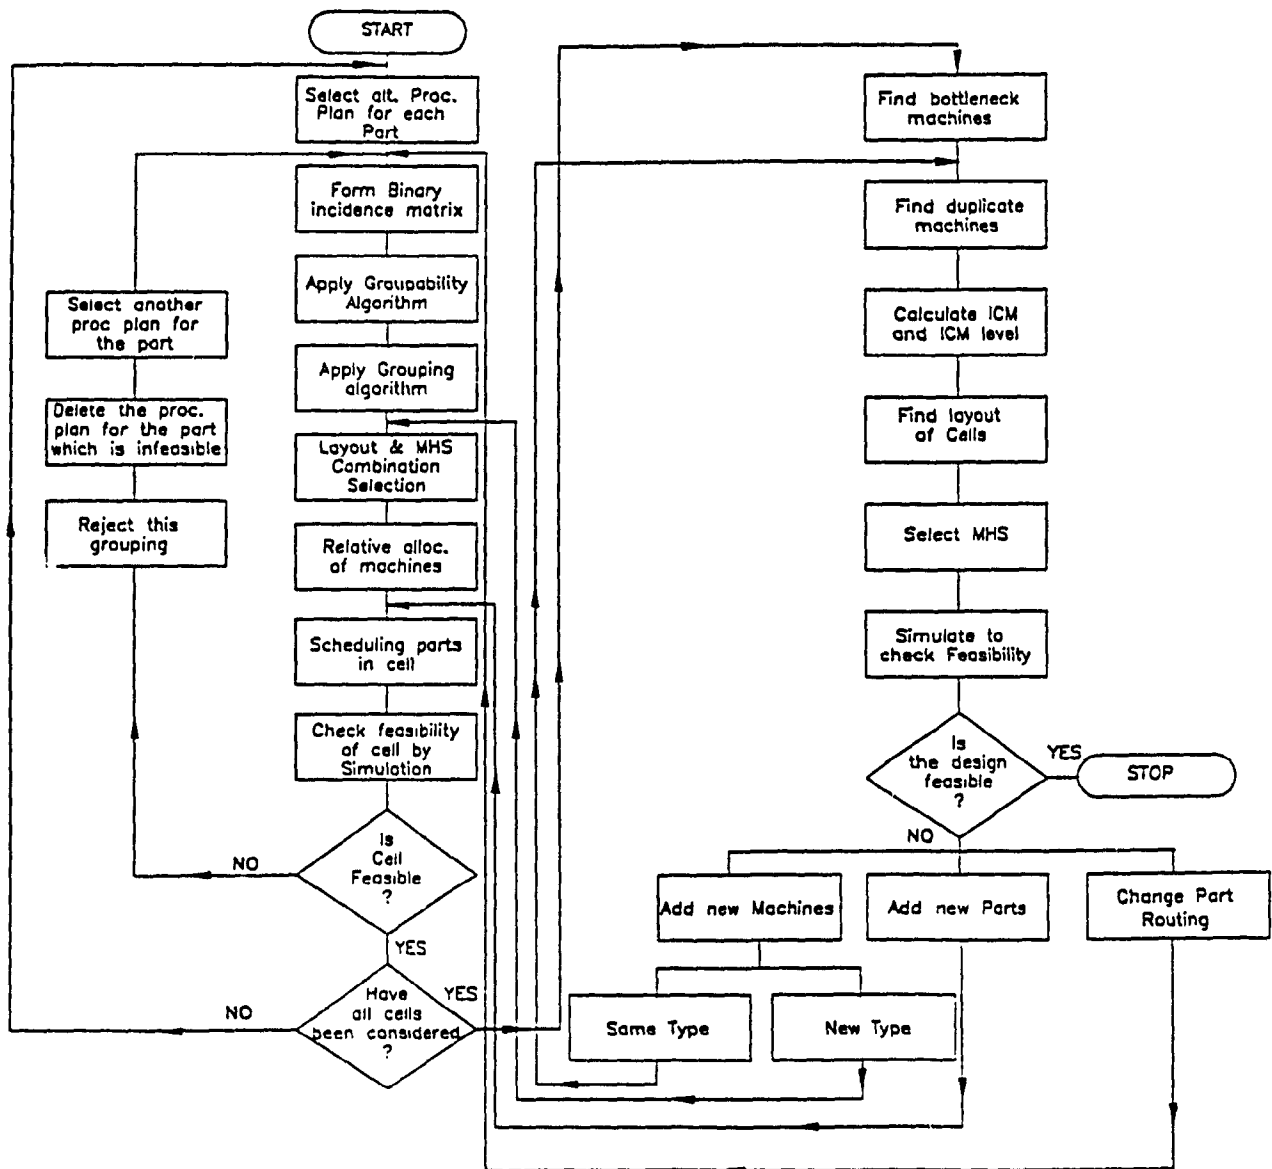 START
Select alt. Proc.
Plan for each
Part
Form Binary
incidence matrix
Apply Groupability
Algorithm
Apply Grouping
algorithm
Layout & MHS
Combination
Selection
Relative alloc.
of machines
Scheduling parts
in cell
Check feasibility
of cell by
Simulation
Is
Cell
Feasible
?
NO
YES
Have
all cells
been considered
?
NO
YES
Select another
proc plan for
the part
Delete the proc.
plan for the part
which is infeasible
Reject this
grouping
Find bottleneck
machines
Find duplicate
machines
Calculate ICM
and ICM level
Find layout
of Cells
Select MHS
Simulate to
check Feasibility
Is
the design
feasible
?
YES
STOP
NO
Add new Machines
Add new Parts
Change Part
Routing
Same Type
New Type